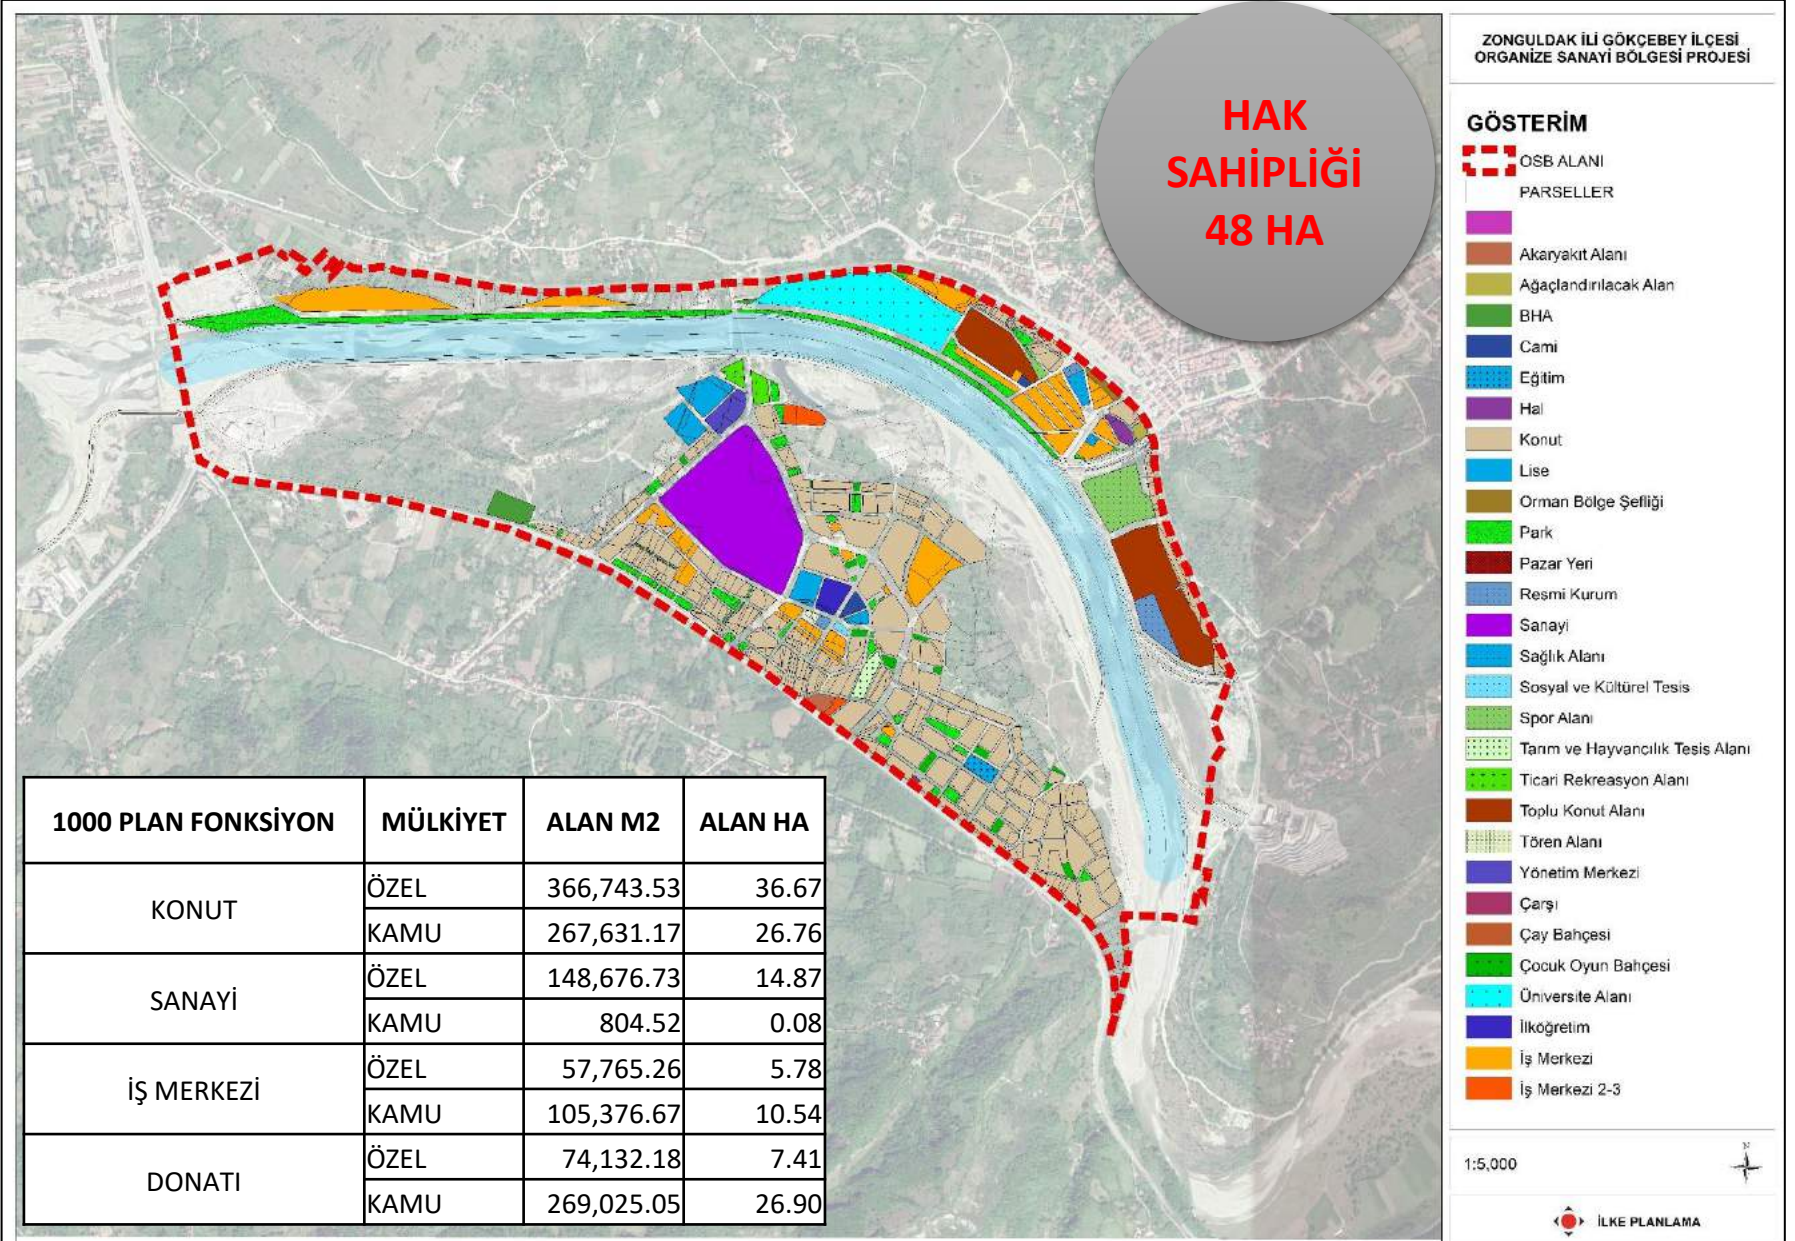 HAK
SAHİPLİĞİ
48 HA
ZONGULDAK İLİ GÖKÇEBEY İLÇESİ
ORGANİZE SANAYİ BÖLGESİ PROJESİ
GÖSTERİM
OSB ALANI
PARSELLER
Akaryakıt Alanı
Ağaçlandırılacak Alan
BHA
Cami
Eğitim
Hal
Konut
Lise
Orman Bölge Şefliği
Park
Pazar Yeri
Resmi Kurum
Sanayi
Sağlık Alanı
Sosyal ve Kültürel Tesis
Spor Alanı
Tarım ve Hayvancılık Tesis Alanı
Ticari Rekreasyon Alanı
Toplu Konut Alanı
Tören Alanı
Yönetim Merkezi
Çarşı
Çay Bahçesi
Çocuk Oyun Bahçesi
Üniversite Alanı
İlköğretim
İş Merkezi
İş Merkezi 2-3
1:5,000
N
İLKE PLANLAMA
1000 PLAN FONKSİYON MÜLKİYET ALAN M2 ALAN HA
KONUT ÖZEL 366,743.53 36.67
KAMU 267,631.17 26.76
SANAYİ ÖZEL 148,676.73 14.87
KAMU 804.52 0.08
İŞ MERKEZİ ÖZEL 57,765.26 5.78
KAMU 105,376.67 10.54
DONATI ÖZEL 74,132.18 7.41
KAMU 269,025.05 26.90